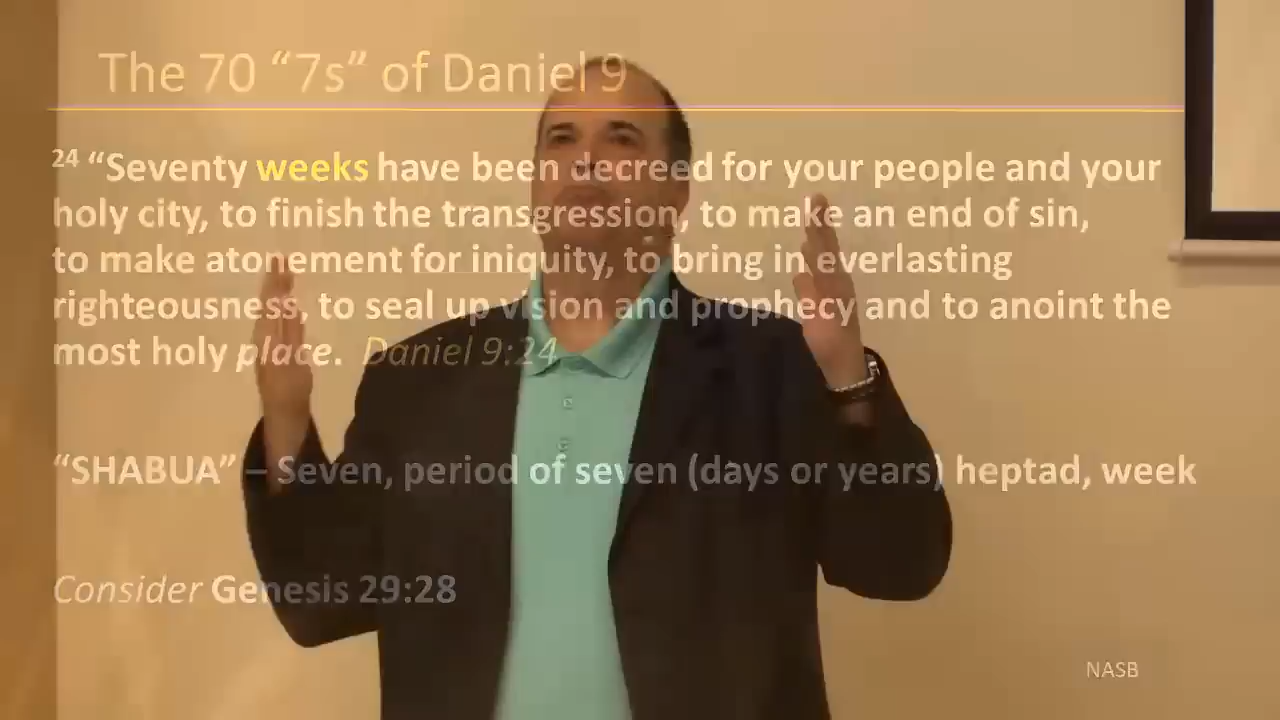 The 70 “7s” of Daniel 9
24 “Seventy weeks have been decreed for your people and your
holy city, to finish the transgression, to make an end of sin,
to make atonement for iniquity, to bring in everlasting
righteousness, to seal up vision and prophecy and to anoint the
most holy place. Daniel 9:24
“SHABUA” – Seven, period of seven (days or years) heptad, week
Consider Genesis 29:28
NASB